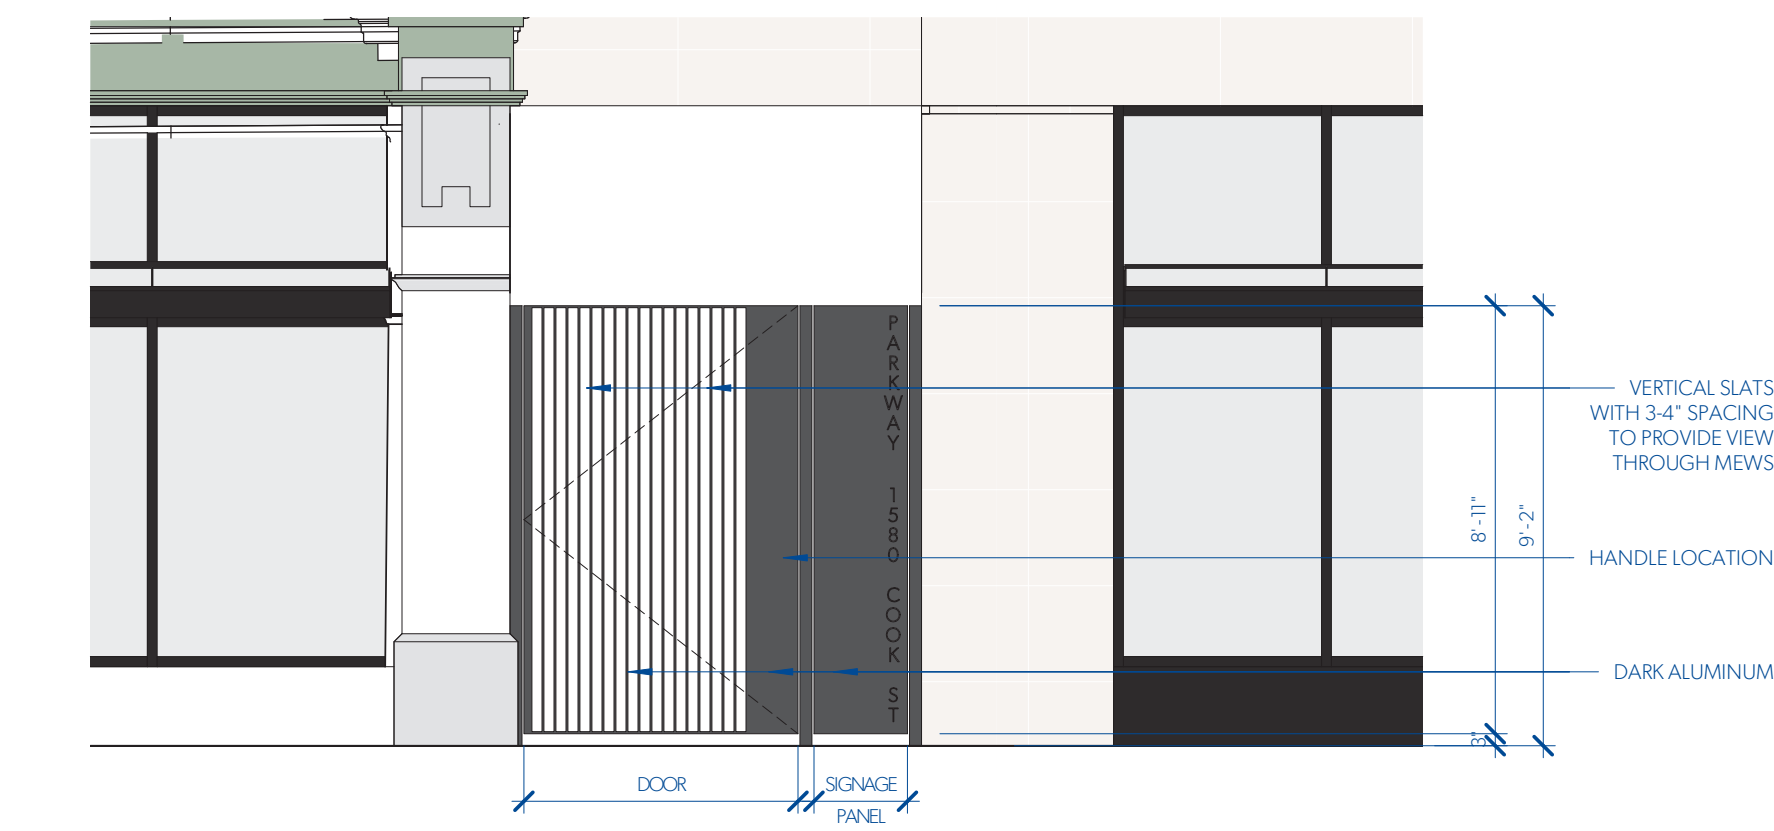 PARKWAY 1580 COOK ST
VERTICAL SLATS
WITH 3-4" SPACING
TO PROVIDE VIEW
THROUGH MEWS
8'-11"
9'-2"
HANDLE LOCATION
DARK ALUMINUM
3"
DOOR
SIGNAGE
PANEL